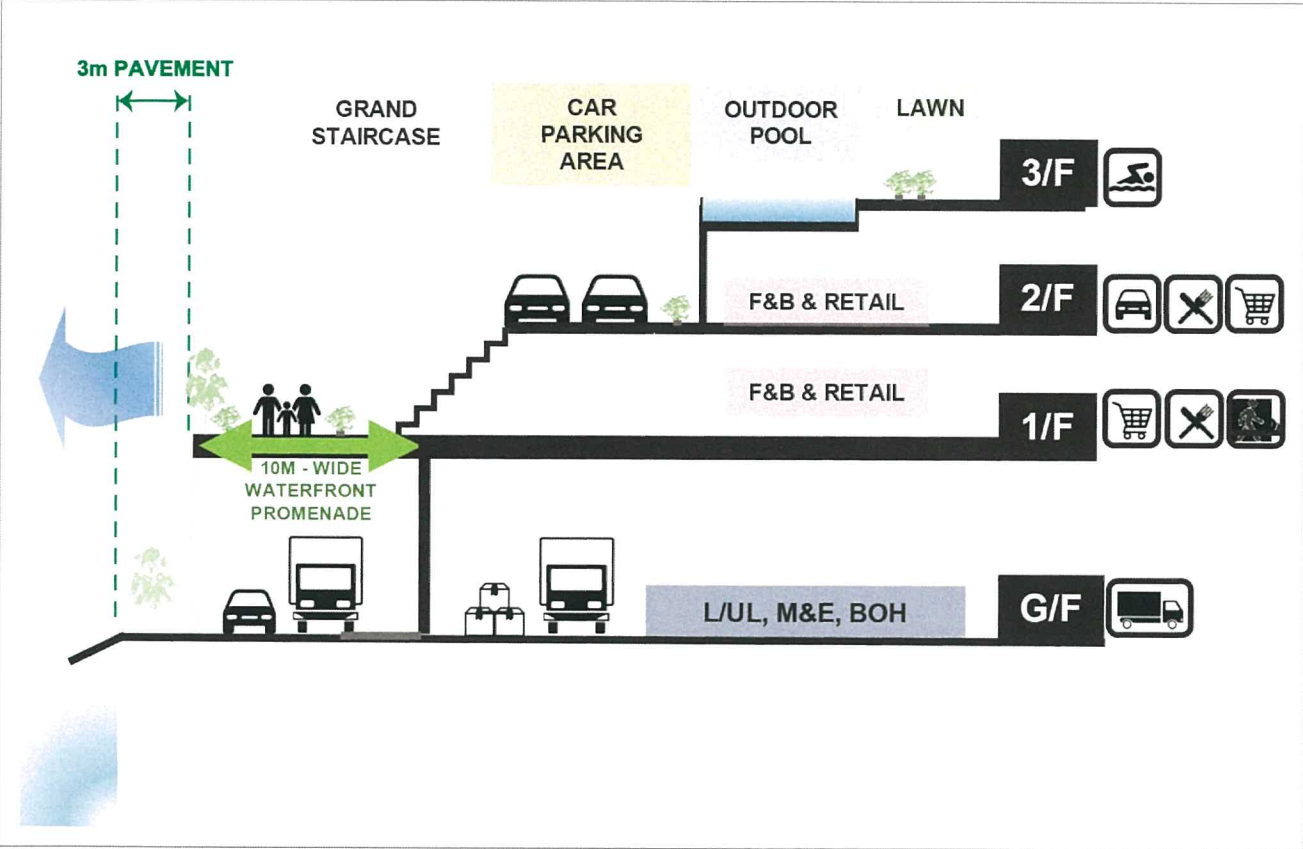 3m PAVEMENT
GRAND
STAIRCASE
CAR
PARKING
AREA
OUTDOOR
POOL
LAWN
3/F
F&B & RETAIL
2/F
F&B & RETAIL
1/F
10M - WIDE
WATERFRONT
PROMENADE
L/UL, M&E, BOH
G/F